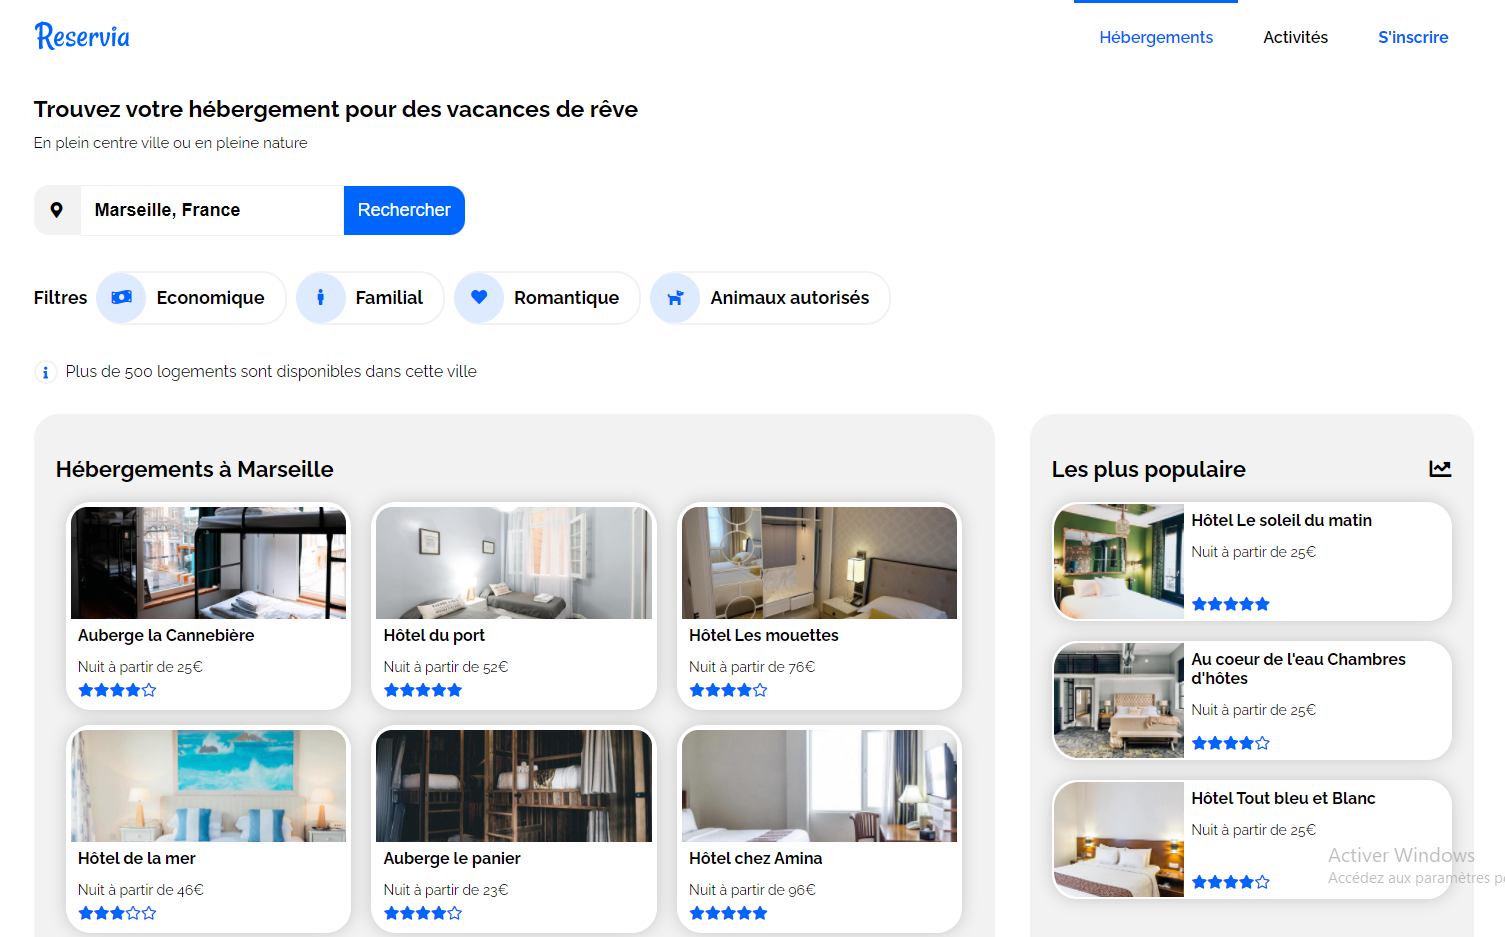 Reservia
Hébergements
Activités
S'inscrire
Trouvez votre hébergement pour des vacances de rêve
En plein centre ville ou en pleine nature
Marseille, France
Rechercher
Filtres
Economique
Familial
Romantique
Animaux autorisés
Plus de 500 logements sont disponibles dans cette ville
Hébergements à Marseille
Auberge la Cannebière
Nuit à partir de 25€
Hôtel du port
Nuit à partir de 52€
Hôtel Les mouettes
Nuit à partir de 76€
Hôtel de la mer
Nuit à partir de 46€
Auberge le panier
Nuit à partir de 23€
Hôtel chez Amina
Nuit à partir de 96€
Les plus populaire
Hôtel Le soleil du matin
Nuit à partir de 25€
Au coeur de l'eau Chambres
d'hôtes
Nuit à partir de 25€
Hôtel Tout bleu et Blanc
Nuit à partir de 25€
Activer Windows
Accédez aux paramètres p